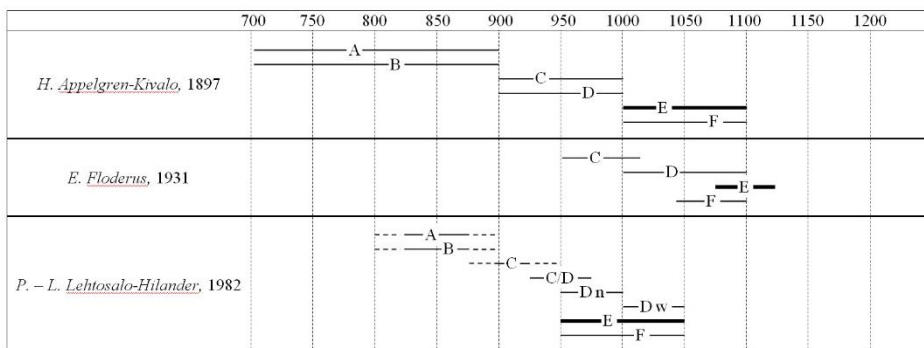 700 750 800 850 900 950 1000 1050 1100 1150 1200
A
B
H. Appelgren-Kivalo, 1897
C
D
E
F
C
E. Floderus, 1931
D
E
F
A
B
C
C/D
P. – L. Lehtosalo-Hilander, 1982
D n
D w
E
F